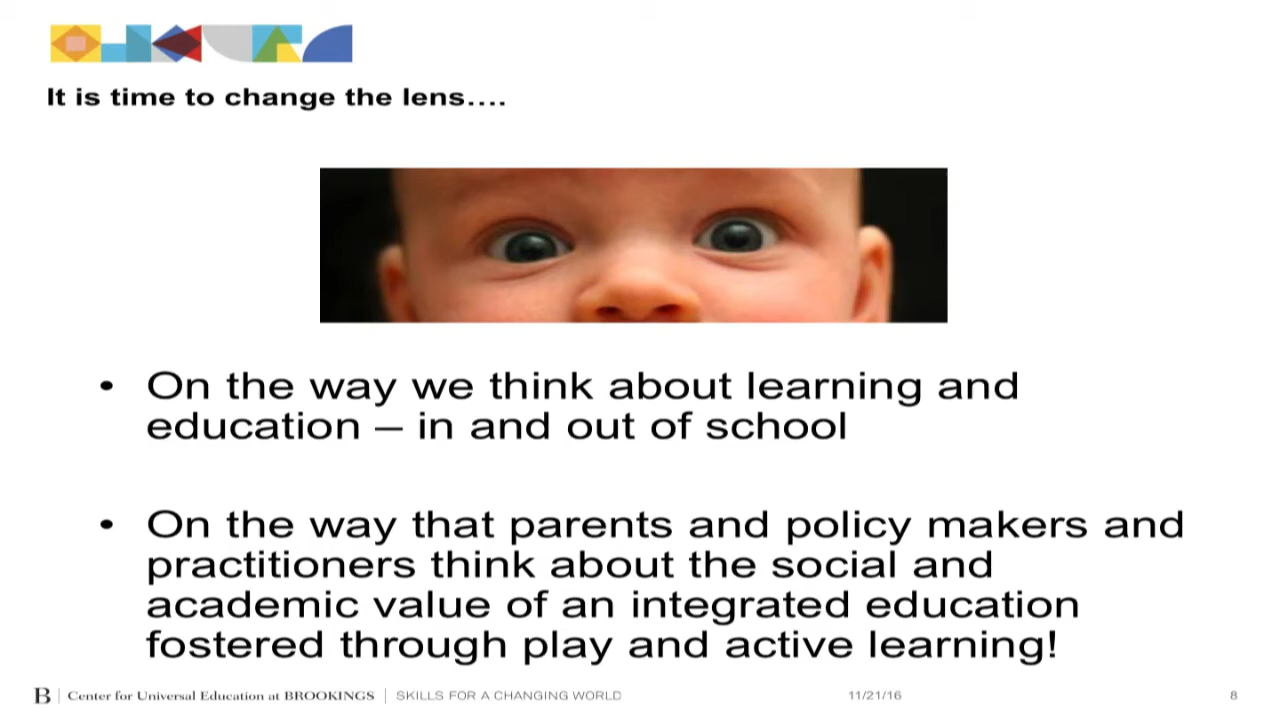 It is time to change the lens....
• On the way we think about learning and
education – in and out of school
• On the way that parents and policy makers and
practitioners think about the social and
academic value of an integrated education
fostered through play and active learning!
B | Center for Universal Education at BROOKINGS | SKILLS FOR A CHANGING WORLD 11/21/16 8